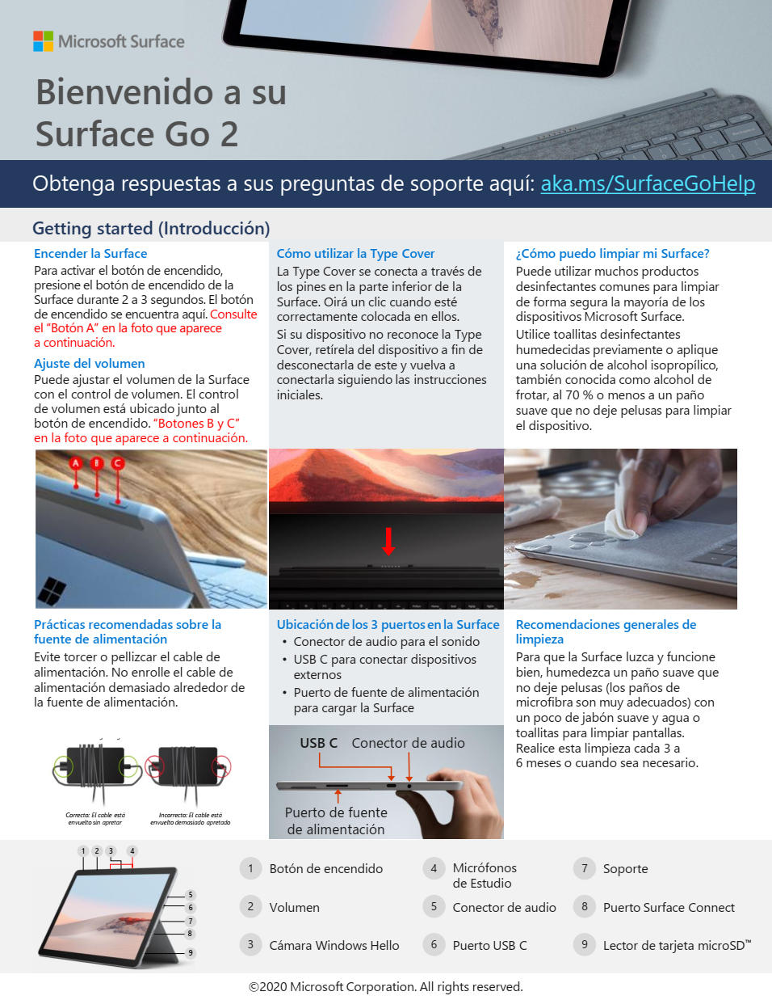 Microsoft Surface
Bienvenido a su
Surface Go 2
Obtenga respuestas a sus preguntas de soporte aquí: aka.ms/SurfaceGoHelp
Getting started (Introducción)
Encender la Surface
Para activar el botón de encendido,
presione el botón de encendido de la
Surface durante 2 a 3 segundos. El botón
de encendido se encuentra aquí. Consulte
el “Botón A” en la foto que aparece
a continuación.
Ajuste del volumen
Puede ajustar el volumen de la Surface
con el control de volumen. El control
de volumen está ubicado junto al
botón de encendido. “Botones B y C”
en la foto que aparece a continuación.
A B C
Cómo utilizar la Type Cover
La Type Cover se conecta a través de
los pines en la parte inferior de la
Surface. Oirá un clic cuando esté
correctamente colocada en ellos.
Si su dispositivo no reconoce la Type
Cover, retírela del dispositivo a fin de
desconectarla de este y vuelva a
conectarla siguiendo las instrucciones
iniciales.
¿Cómo puedo limpiar mi Surface?
Puede utilizar muchos productos
desinfectantes comunes para limpiar
de forma segura la mayoría de los
dispositivos Microsoft Surface.
Utilice toallitas desinfectantes
humedecidas previamente o aplique
una solución de alcohol isopropílico,
también conocida como alcohol de
frotar, al 70 % o menos a un paño
suave que no deje pelusas para limpiar
el dispositivo.
Prácticas recomendadas sobre la
fuente de alimentación
Evite torcer o pellizcar el cable de
alimentación. No enrolle el cable de
alimentación demasiado alrededor de
la fuente de alimentación.
Correcto: El cable está
envuelto sin apretar
Incorrecto: El cable está
envuelto demasiado apretado
Ubicación de los 3 puertos en la Surface
• Conector de audio para el sonido
• USB C para conectar dispositivos
externos
• Puerto de fuente de alimentación
para cargar la Surface
USB C Conector de audio
Puerto de fuente
de alimentación
Recomendaciones generales de
limpieza
Para que la Surface luzca y funcione
bien, humedezca un paño suave que
no deje pelusas (los paños de
microfibra son muy adecuados) con
un poco de jabón suave y agua o
toallitas para limpiar pantallas.
Realice esta limpieza cada 3 a
6 meses o cuando sea necesario.
1 2 3 4
5
6
7
8
9
1 Botón de encendido
2 Volumen
3 Cámara Windows Hello
4 Micrófonos
de Estudio
5 Conector de audio
6 Puerto USB C
7 Soporte
8 Puerto Surface Connect
9 Lector de tarjeta microSD™
©2020 Microsoft Corporation. All rights reserved.